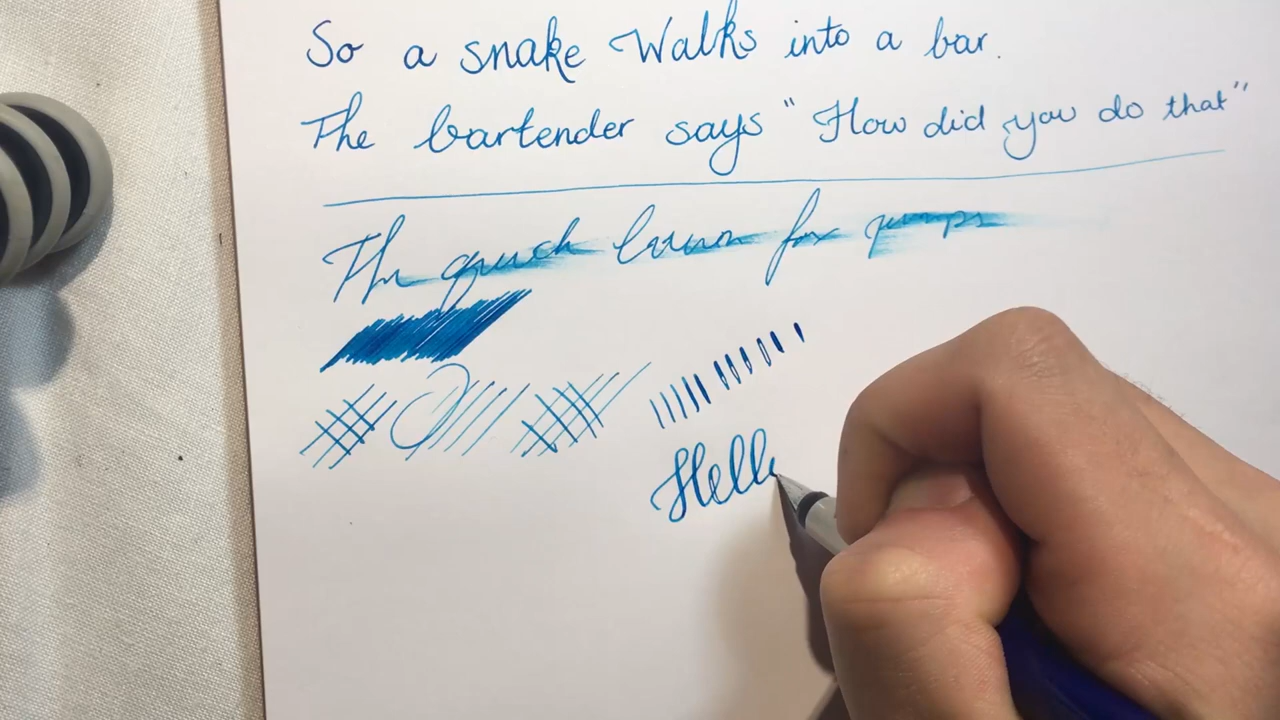 So a snake Walks into a bar.
The bartender says "How did you do that"
The quick brown fox jumps
Hell